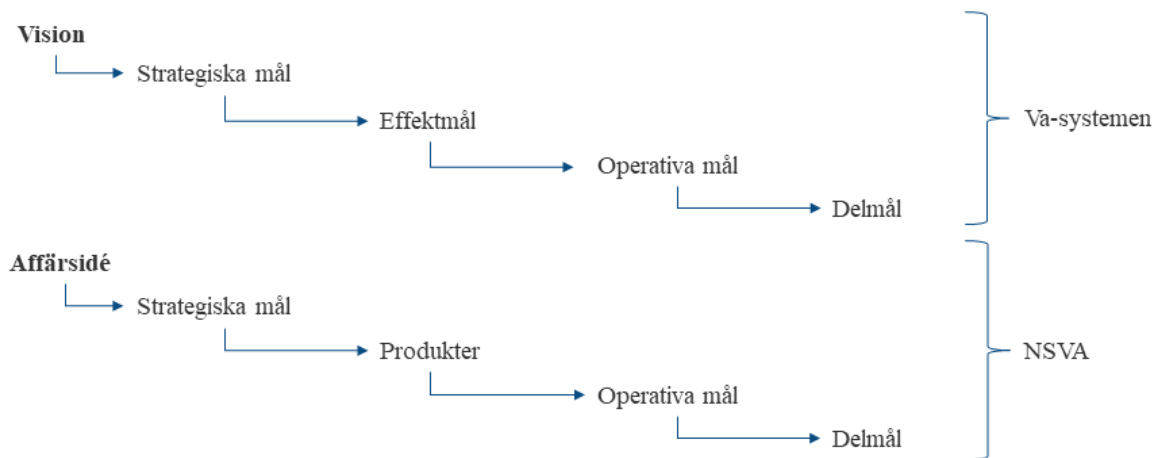 Vision
Strategiska mål
Effektmål
Va-systemen
Operativa mål
Delmål
Affärsidé
Strategiska mål
Produkter
NSVA
Operativa mål
Delmål